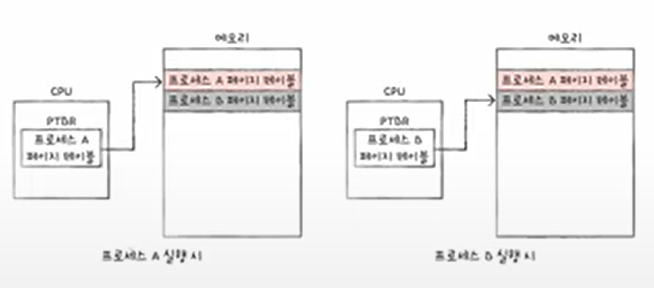 메모리
프로세스 A 페이지 테이블
프로세스 B 페이지 테이블
CPU
PTBR
프로세스 A
페이지 테이블
프로세스 A 실행 시
메모리
프로세스 A 페이지 테이블
프로세스 B 페이지 테이블
CPU
PTBR
프로세스 B
페이지 테이블
프로세스 B 실행 시